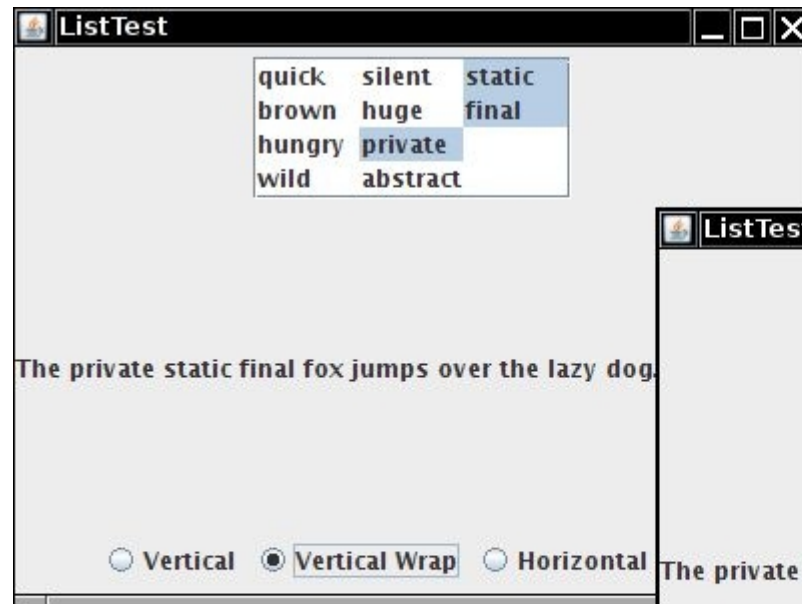 ListTest
quick silent static
brown huge final
hungry private
wild abstract
ListTes
The private static final fox jumps over the lazy dog.
Vertical Vertical Wrap Horizontal
The private